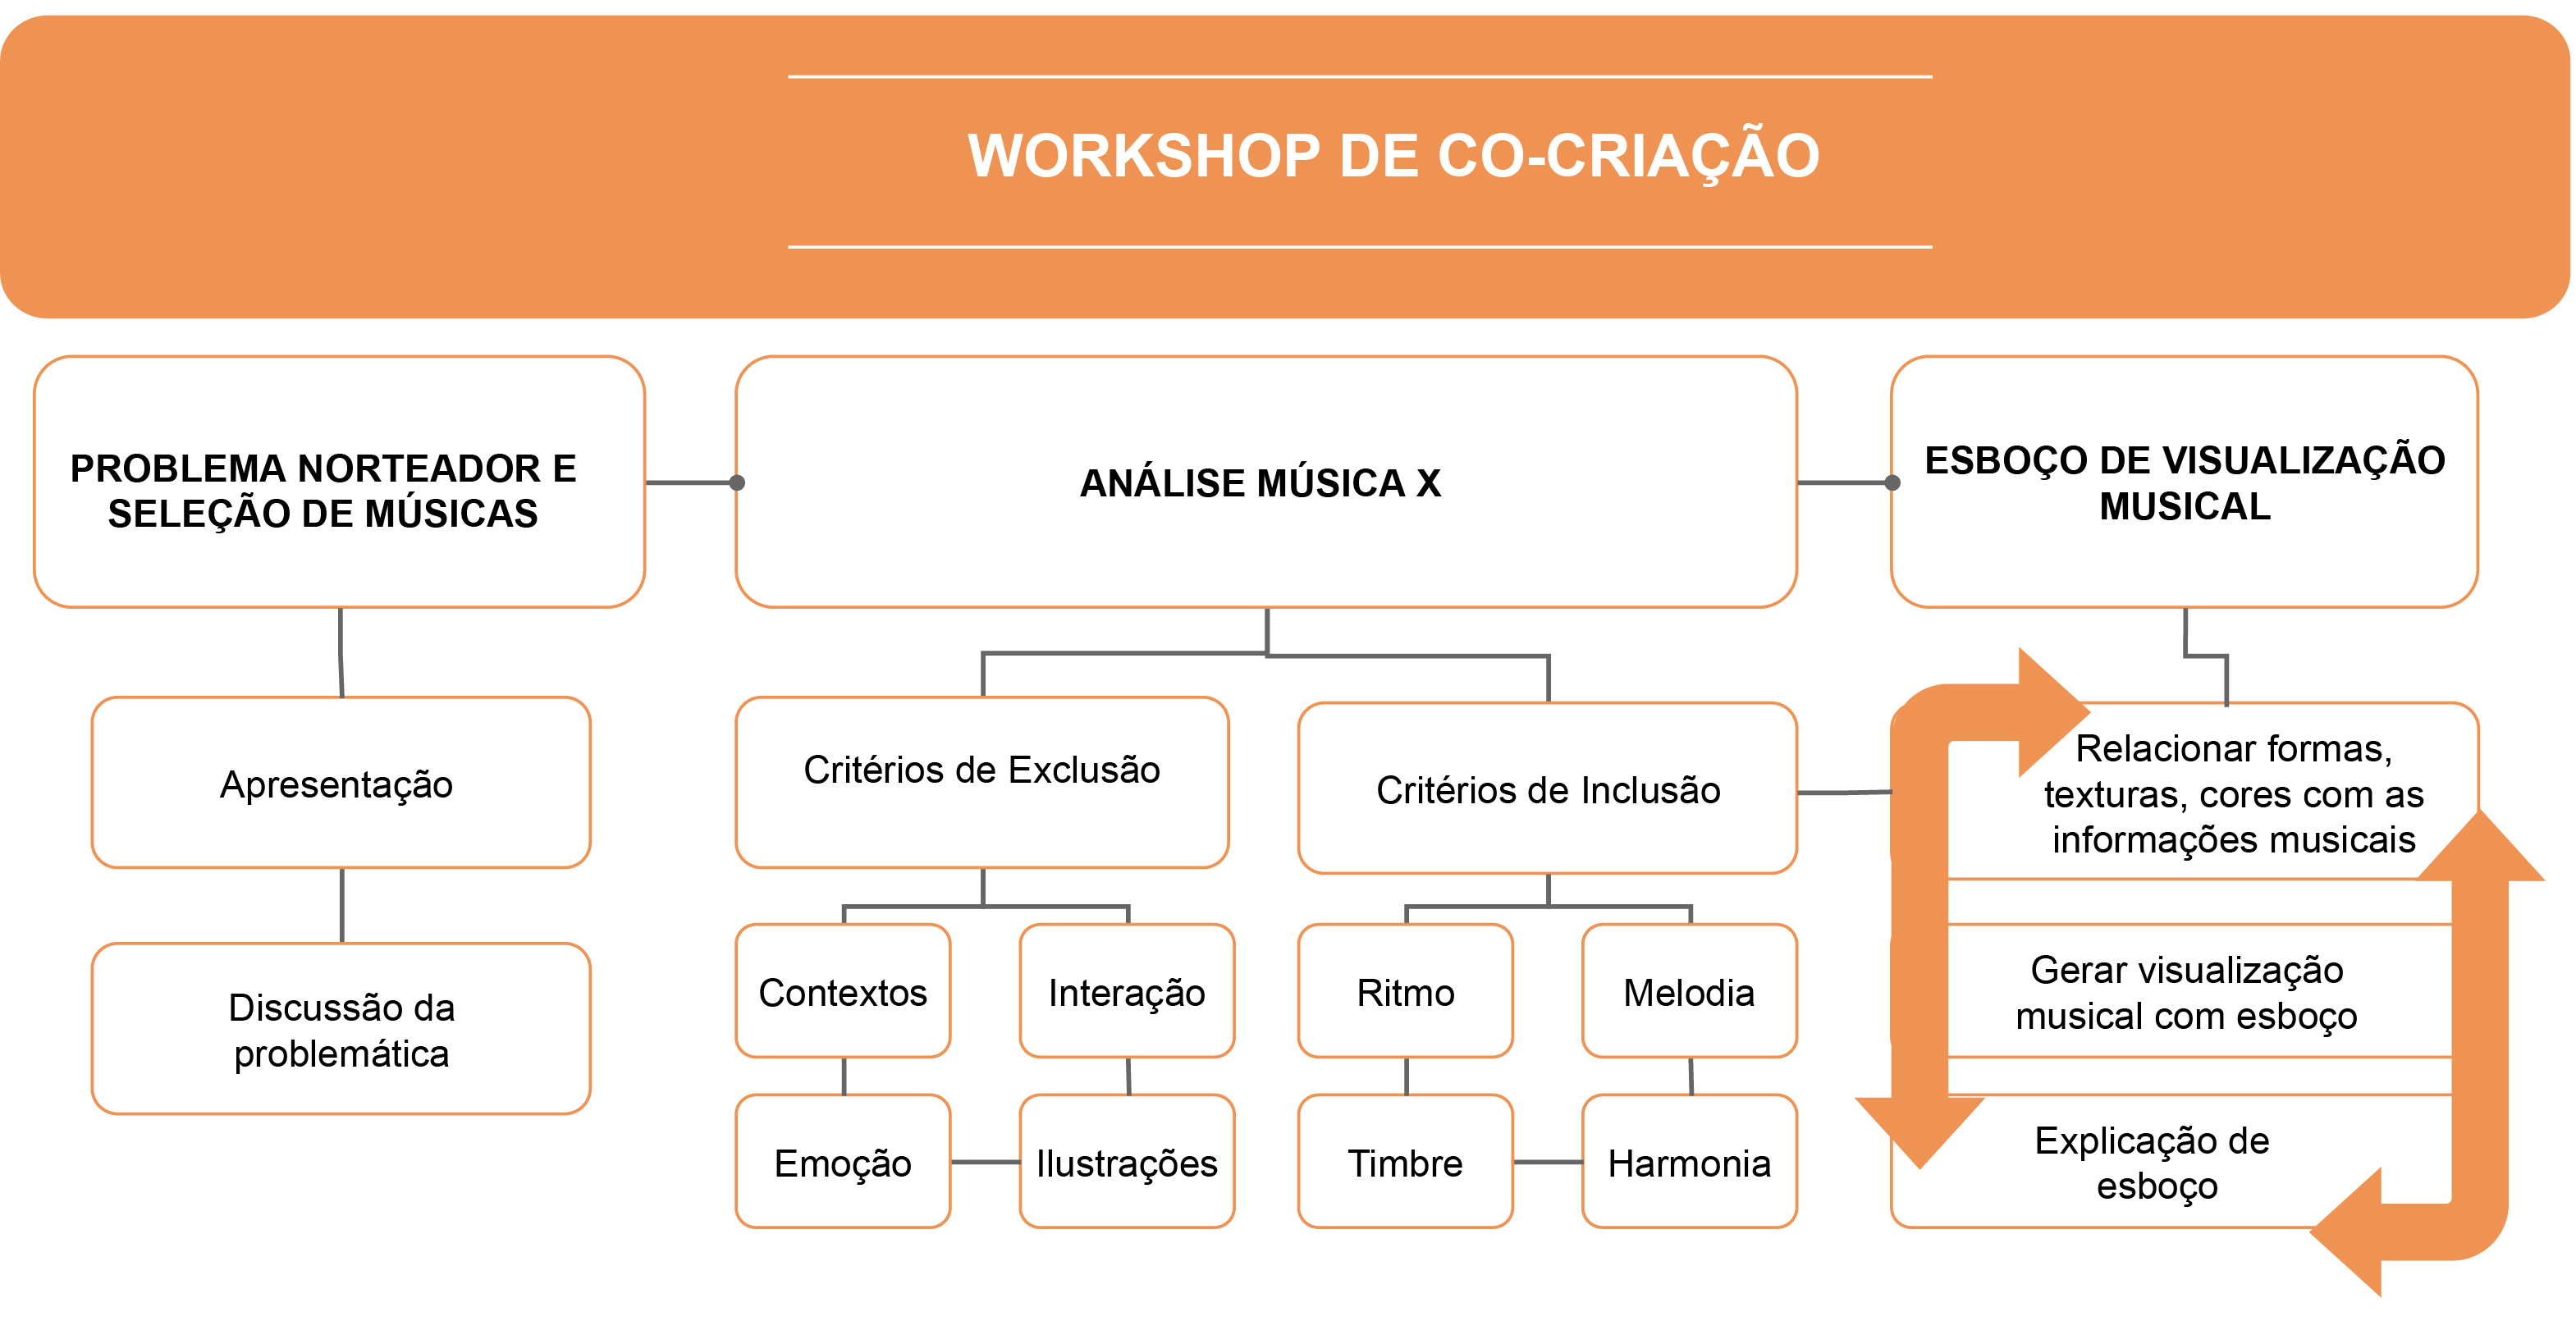 WORKSHOP DE CO-CRIAÇÃO
PROBLEMA NORTEADOR E
SELEÇÃO DE MÚSICAS
ANÁLISE MÚSICA X
ESBOÇO DE VISUALIZAÇÃO
MUSICAL
Apresentação
Discussão da
problemática
Critérios de Exclusão
Contextos
Interação
Emoção
Ilustrações
Critérios de Inclusão
Ritmo
Melodia
Timbre
Harmonia
Relacionar formas,
texturas, cores com as
informações musicais
Gerar visualização
musical com esboço
Explicação de
esboço